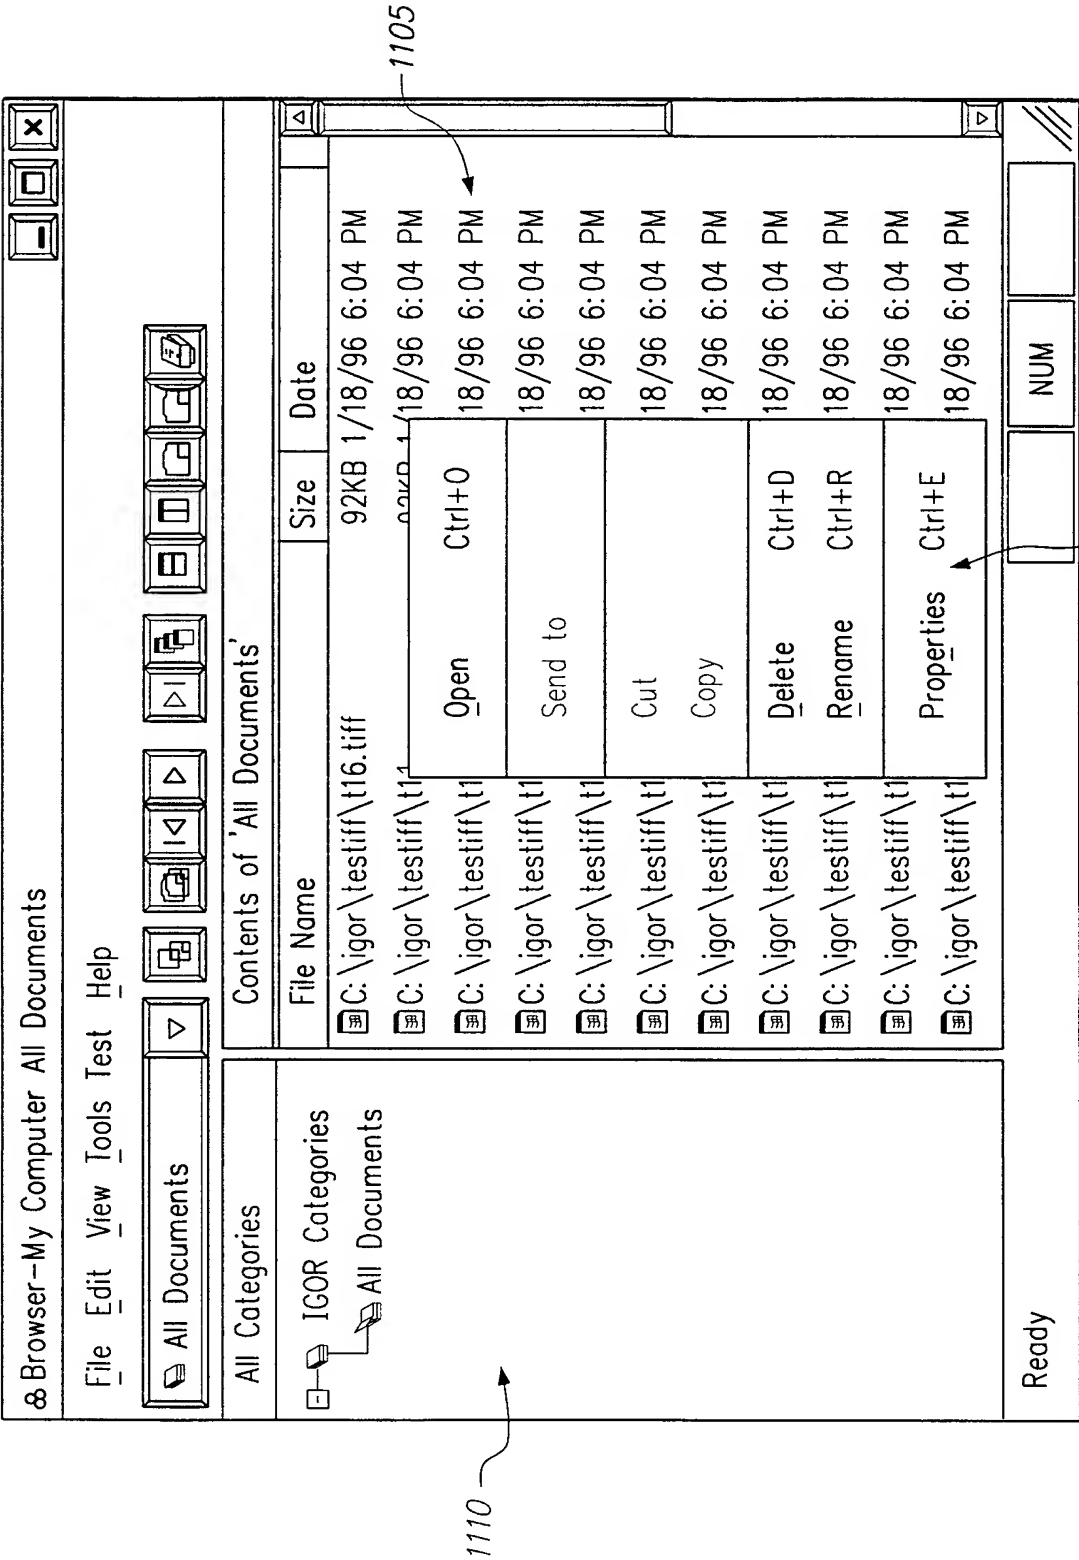 Browser-My Computer All Documents
File Edit View Tools Test Help
All Documents
All Categories
Contents of 'All Documents'
IGOR Categories
All Documents
File Name Size Date
C:\igor\testiff\t16.tiff 92KB 1/18/96 6:04 PM
C:\igor\testiff\t11 92KB 1/18/96 6:04 PM
C:\igor\testiff\t1 18/96 6:04 PM
C:\igor\testiff\t1 18/96 6:04 PM
C:\igor\testiff\t1 18/96 6:04 PM
C:\igor\testiff\t1 18/96 6:04 PM
C:\igor\testiff\t1 18/96 6:04 PM
C:\igor\testiff\t1 18/96 6:04 PM
C:\igor\testiff\t1 18/96 6:04 PM
C:\igor\testiff\t1 18/96 6:04 PM
C:\igor\testiff\t1 18/96 6:04 PM
Open Ctrl+O
Send to
Cut
Copy
Delete Ctrl+D
Rename Ctrl+R
Properties Ctrl+E
Ready
NUM
1105
1110